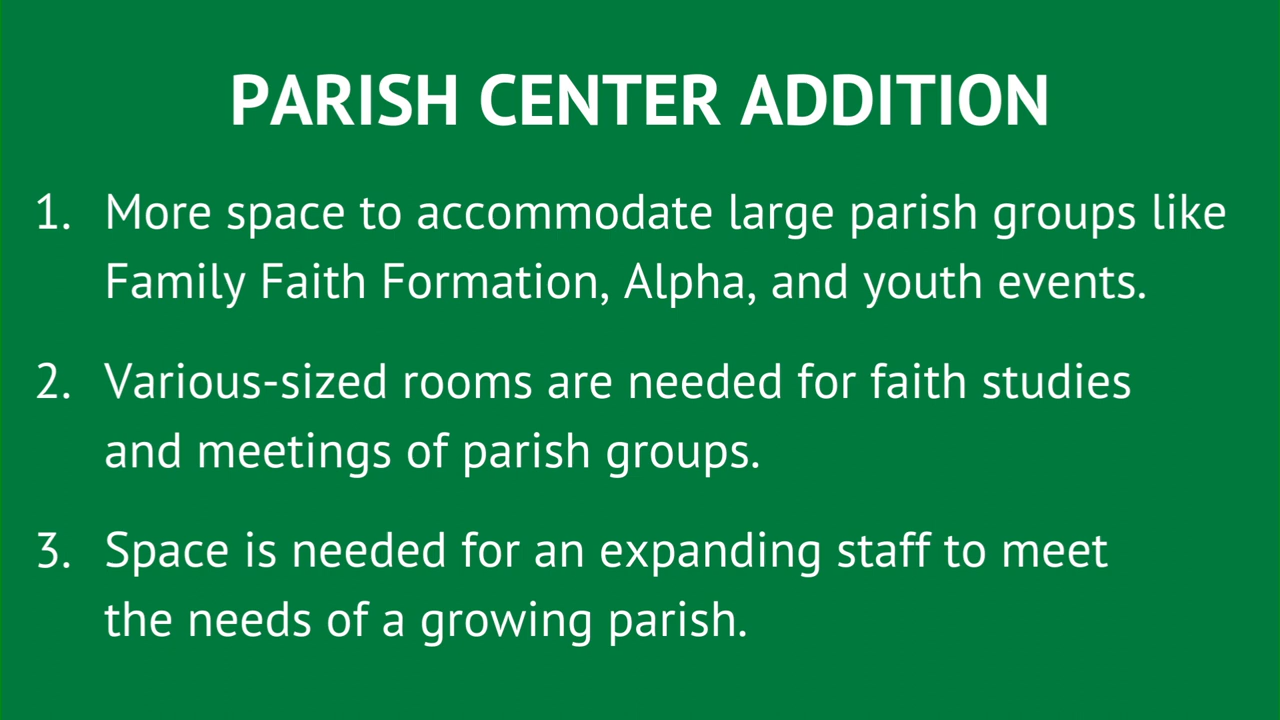 PARISH CENTER ADDITION
1. More space to accommodate large parish groups like
Family Faith Formation, Alpha, and youth events.
2. Various-sized rooms are needed for faith studies
and meetings of parish groups.
3. Space is needed for an expanding staff to meet
the needs of a growing parish.